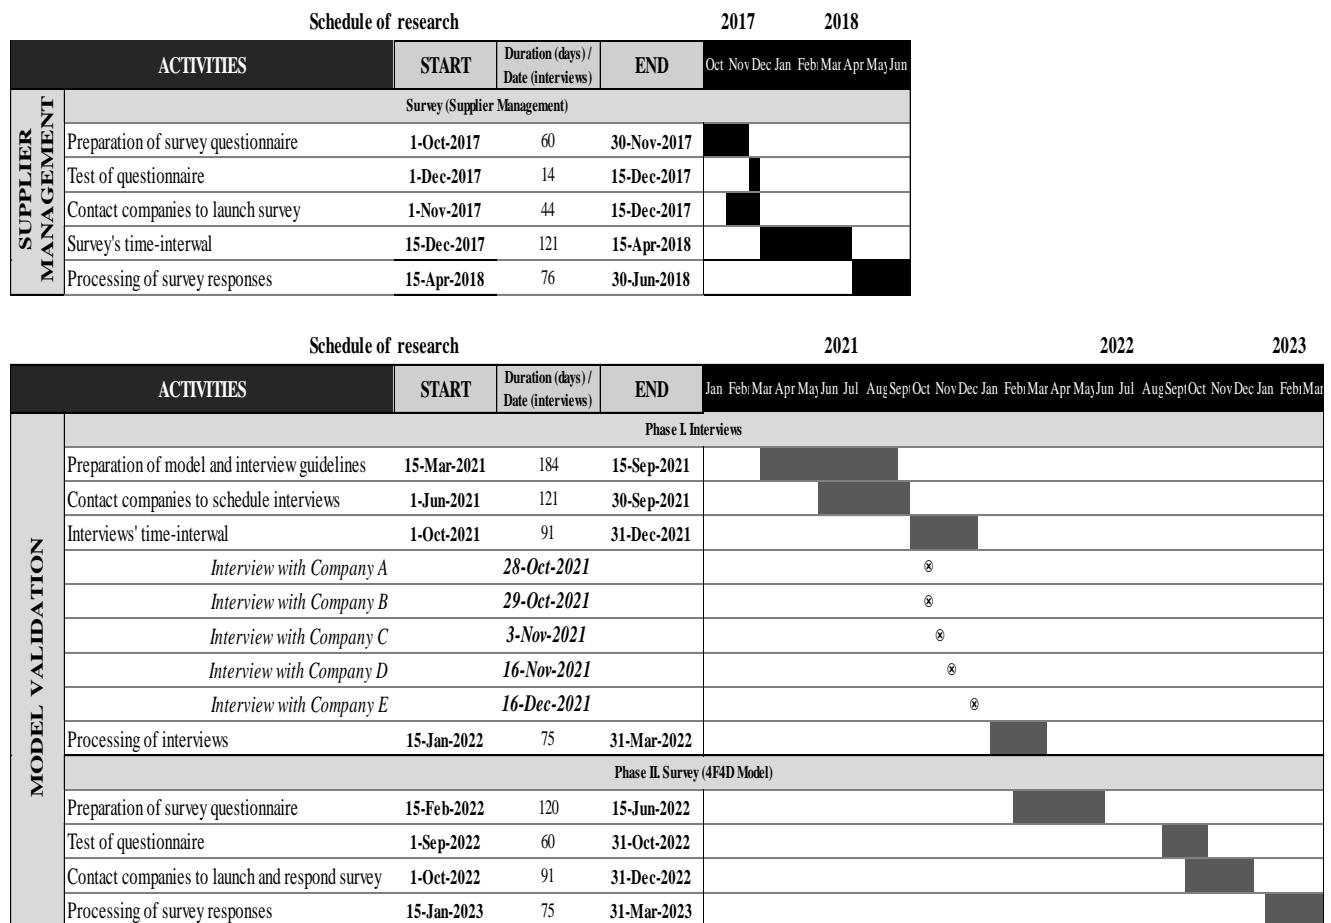 Schedule of research 2017 2018
ACTIVITIES START Duration (days) / Date (interviews) END Oct Nov Dec Jan Feb Mar Apr May Jun
SUPPLIER MANAGEMENT
Survey (Supplier Management)
Preparation of survey questionnaire 1-Oct-2017 60 30-Nov-2017
Test of questionnaire 1-Dec-2017 14 15-Dec-2017
Contact companies to launch survey 1-Nov-2017 44 15-Dec-2017
Survey's time-interwal 15-Dec-2017 121 15-Apr-2018
Processing of survey responses 15-Apr-2018 76 30-Jun-2018
Schedule of research 2021 2022 2023
ACTIVITIES START Duration (days) / Date (interviews) END Jan Feb Mar Apr May Jun Jul Aug Sept Oct Nov Dec Jan Feb Mar Apr May Jun Jul Aug Sept Oct Nov Dec Jan Feb Mar
MODEL VALIDATION
Phase I. Interviews
Preparation of model and interview guidelines 15-Mar-2021 184 15-Sep-2021
Contact companies to schedule interviews 1-Jun-2021 121 30-Sep-2021
Interviews' time-interwal 1-Oct-2021 91 31-Dec-2021
Interview with Company A 28-Oct-2021 ⊗
Interview with Company B 29-Oct-2021 ⊗
Interview with Company C 3-Nov-2021 ⊗
Interview with Company D 16-Nov-2021 ⊗
Interview with Company E 16-Dec-2021 ⊗
Processing of interviews 15-Jan-2022 75 31-Mar-2022
Phase II. Survey (4F4D Model)
Preparation of survey questionnaire 15-Feb-2022 120 15-Jun-2022
Test of questionnaire 1-Sep-2022 60 31-Oct-2022
Contact companies to launch and respond survey 1-Oct-2022 91 31-Dec-2022
Processing of survey responses 15-Jan-2023 75 31-Mar-2023